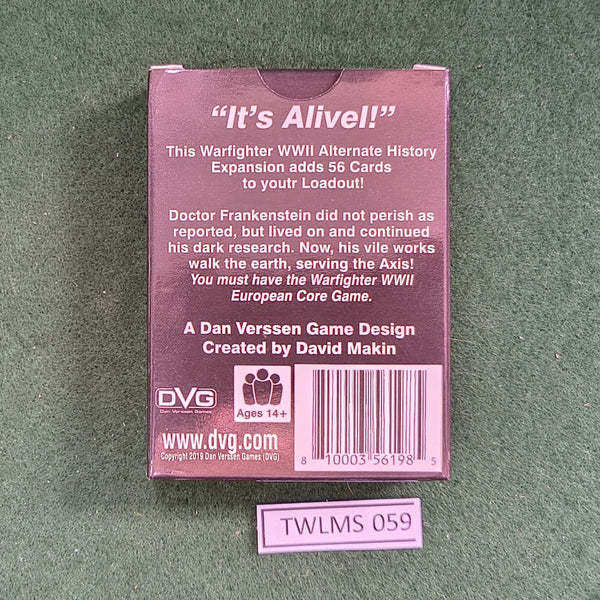 “It’s Alive!”
This Warfighter WWII Alternate History
Expansion adds 56 Cards
to youtr Loadout!
Doctor Frankenstein did not perish as
reported, but lived on and continued
his dark research. Now, his vile works
walk the earth, serving the Axis!
You must have the Warfighter WWII
European Core Game.
A Dan Verssen Game Design
Created by David Makin
DVG
Dan Verssen Games
Ages 14+
www.dvg.com
Copyright 2019 Dan Verssen Games (DVG)
8 10003 56198 5
TWLMS 059